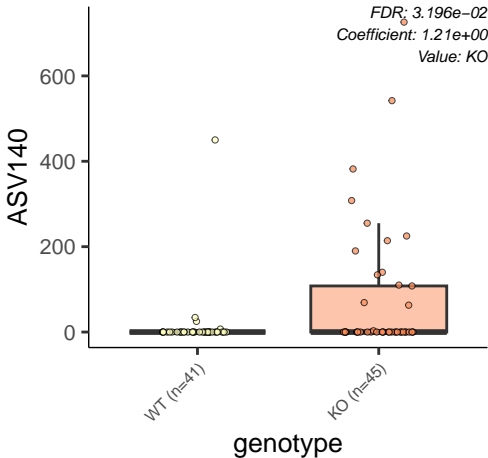 FDR: 3.196e−02
Coefficient: 1.21e+00
Value: KO
ASV140
600
400
200
0
WT (n=41)
KO (n=45)
genotype